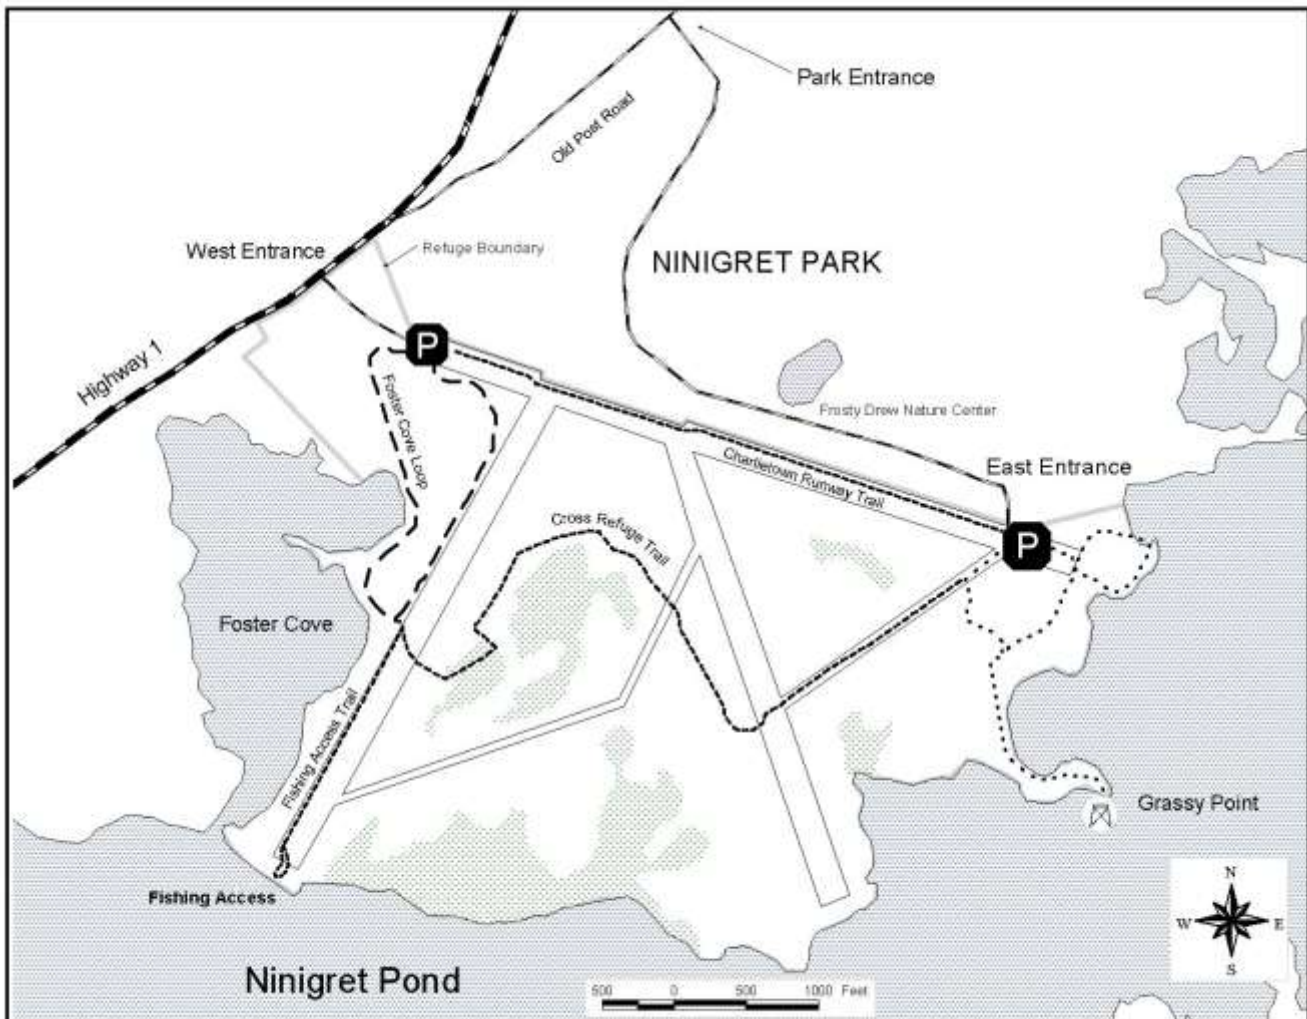 Park Entrance
Old Post Road
West Entrance
Refuge Boundary
NINIGRET PARK
P
Highway 1
Foster Cove Loop
Frosty Drew Nature Center
Charlietown Runway Trail
East Entrance
Cross Refuge Trail
P
Foster Cove
Fishing Access Trail
Grassy Point
Fishing Access
N
W E
S
Ninigret Pond
500 0 500 1000 Feet